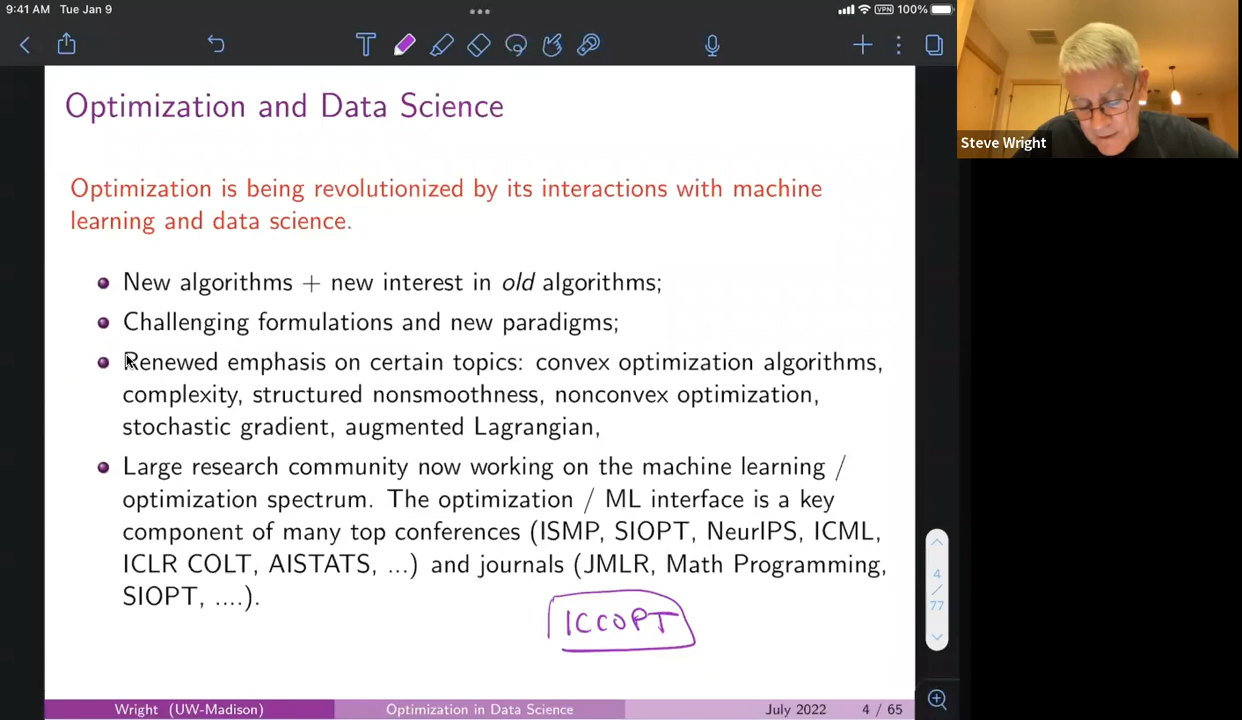 9:41 AM Tue Jan 9
VPN 100%
T
Optimization and Data Science
Steve Wright
Optimization is being revolutionized by its interactions with machine
learning and data science.
New algorithms + new interest in old algorithms;
Challenging formulations and new paradigms;
Renewed emphasis on certain topics: convex optimization algorithms,
complexity, structured nonsmoothness, nonconvex optimization,
stochastic gradient, augmented Lagrangian,
Large research community now working on the machine learning /
optimization spectrum. The optimization / ML interface is a key
component of many top conferences (ISMP, SIOPT, NeurIPS, ICML,
ICLR COLT, AISTATS, ...) and journals (JMLR, Math Programming,
SIOPT, ....).
ICCOPT
4
/
77
Wright (UW-Madison) Optimization in Data Science July 2022 4 / 65